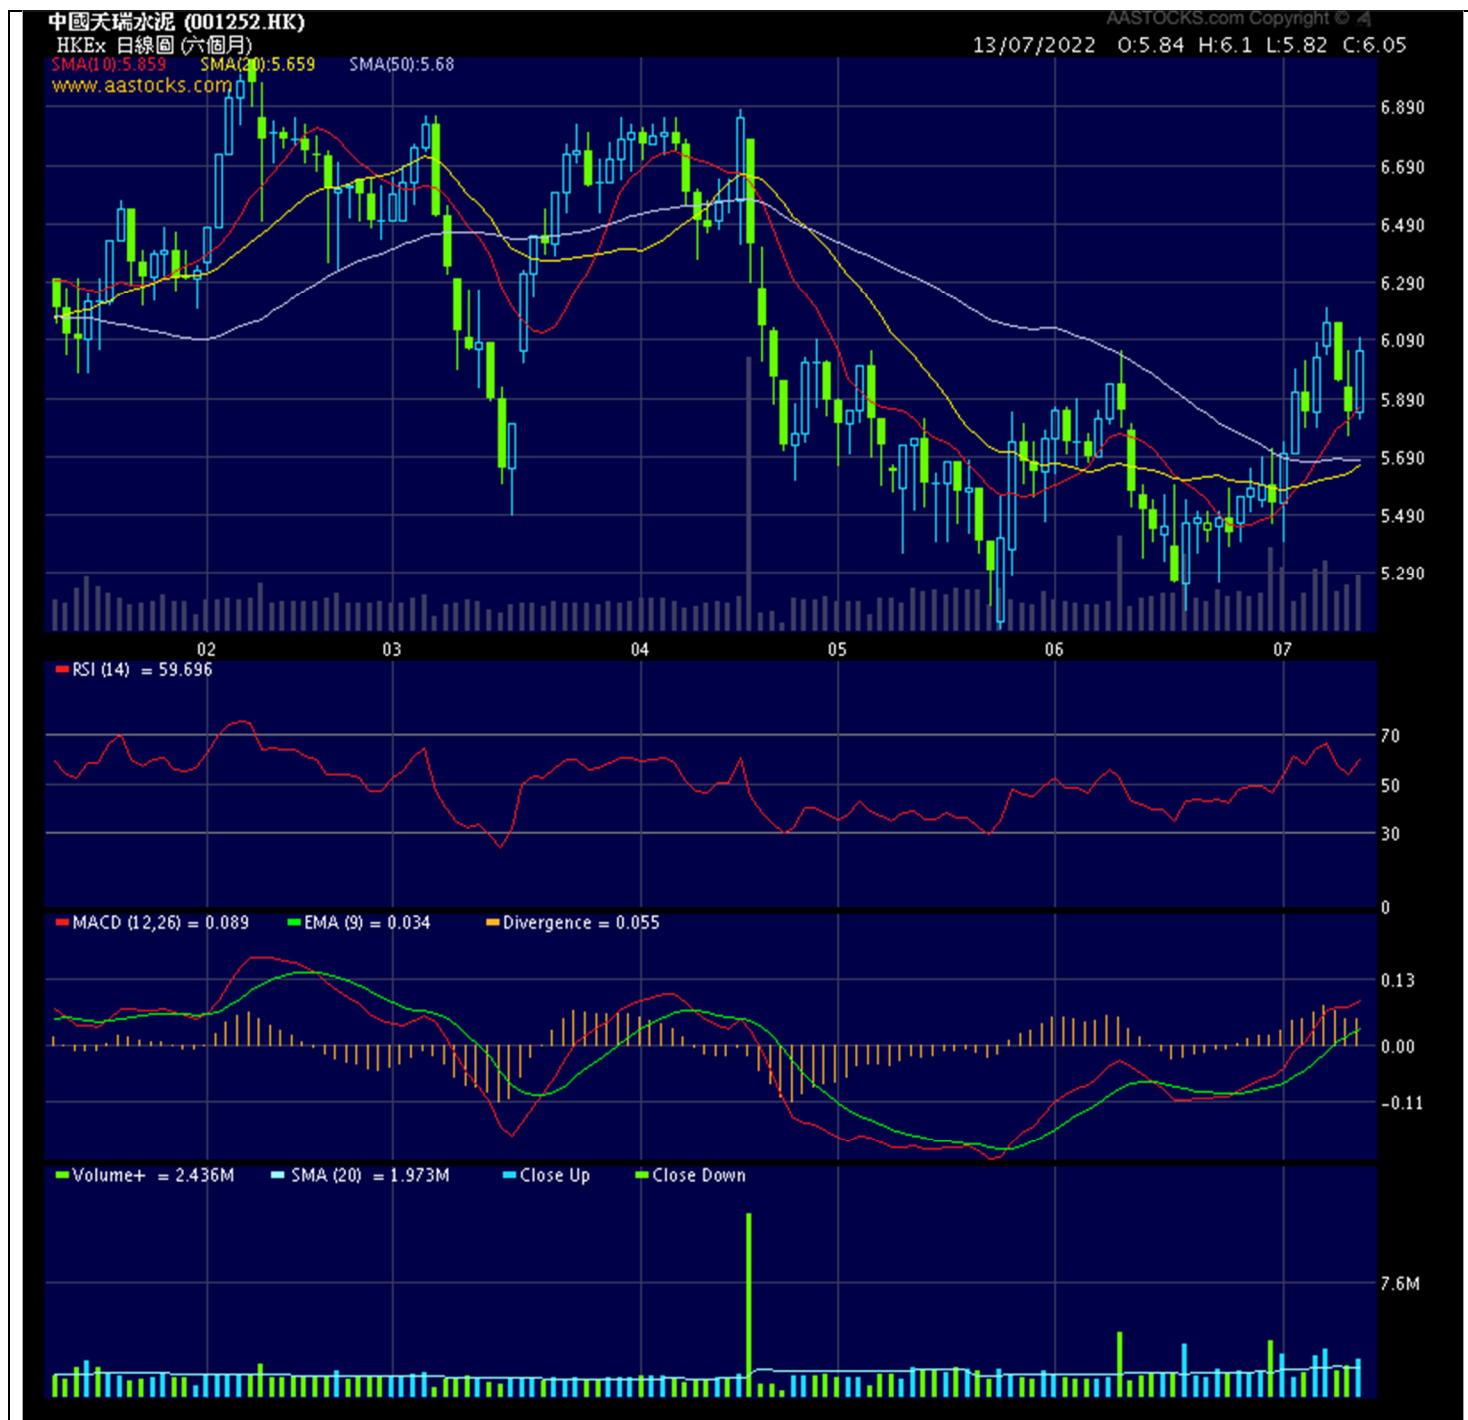 中國天瑞水泥 (001252.HK)
AASTOCKS.com Copyright ©
HKEx 日線圖 (六個月)
13/07/2022 O:5.84 H:6.1 L:5.82 C:6.05
SMA(10):5.859 SMA(20):5.659 SMA(50):5.68
www.aastocks.com
6.890
6.690
6.490
6.290
6.090
5.890
5.690
5.490
5.290
02 03 04 05 06 07
RSI (14) = 59.696
70
50
30
0
MACD (12,26) = 0.089 EMA (9) = 0.034 Divergence = 0.055
0.13
0.00
-0.11
Volume+ = 2.436M SMA (20) = 1.973M Close Up Close Down
7.6M